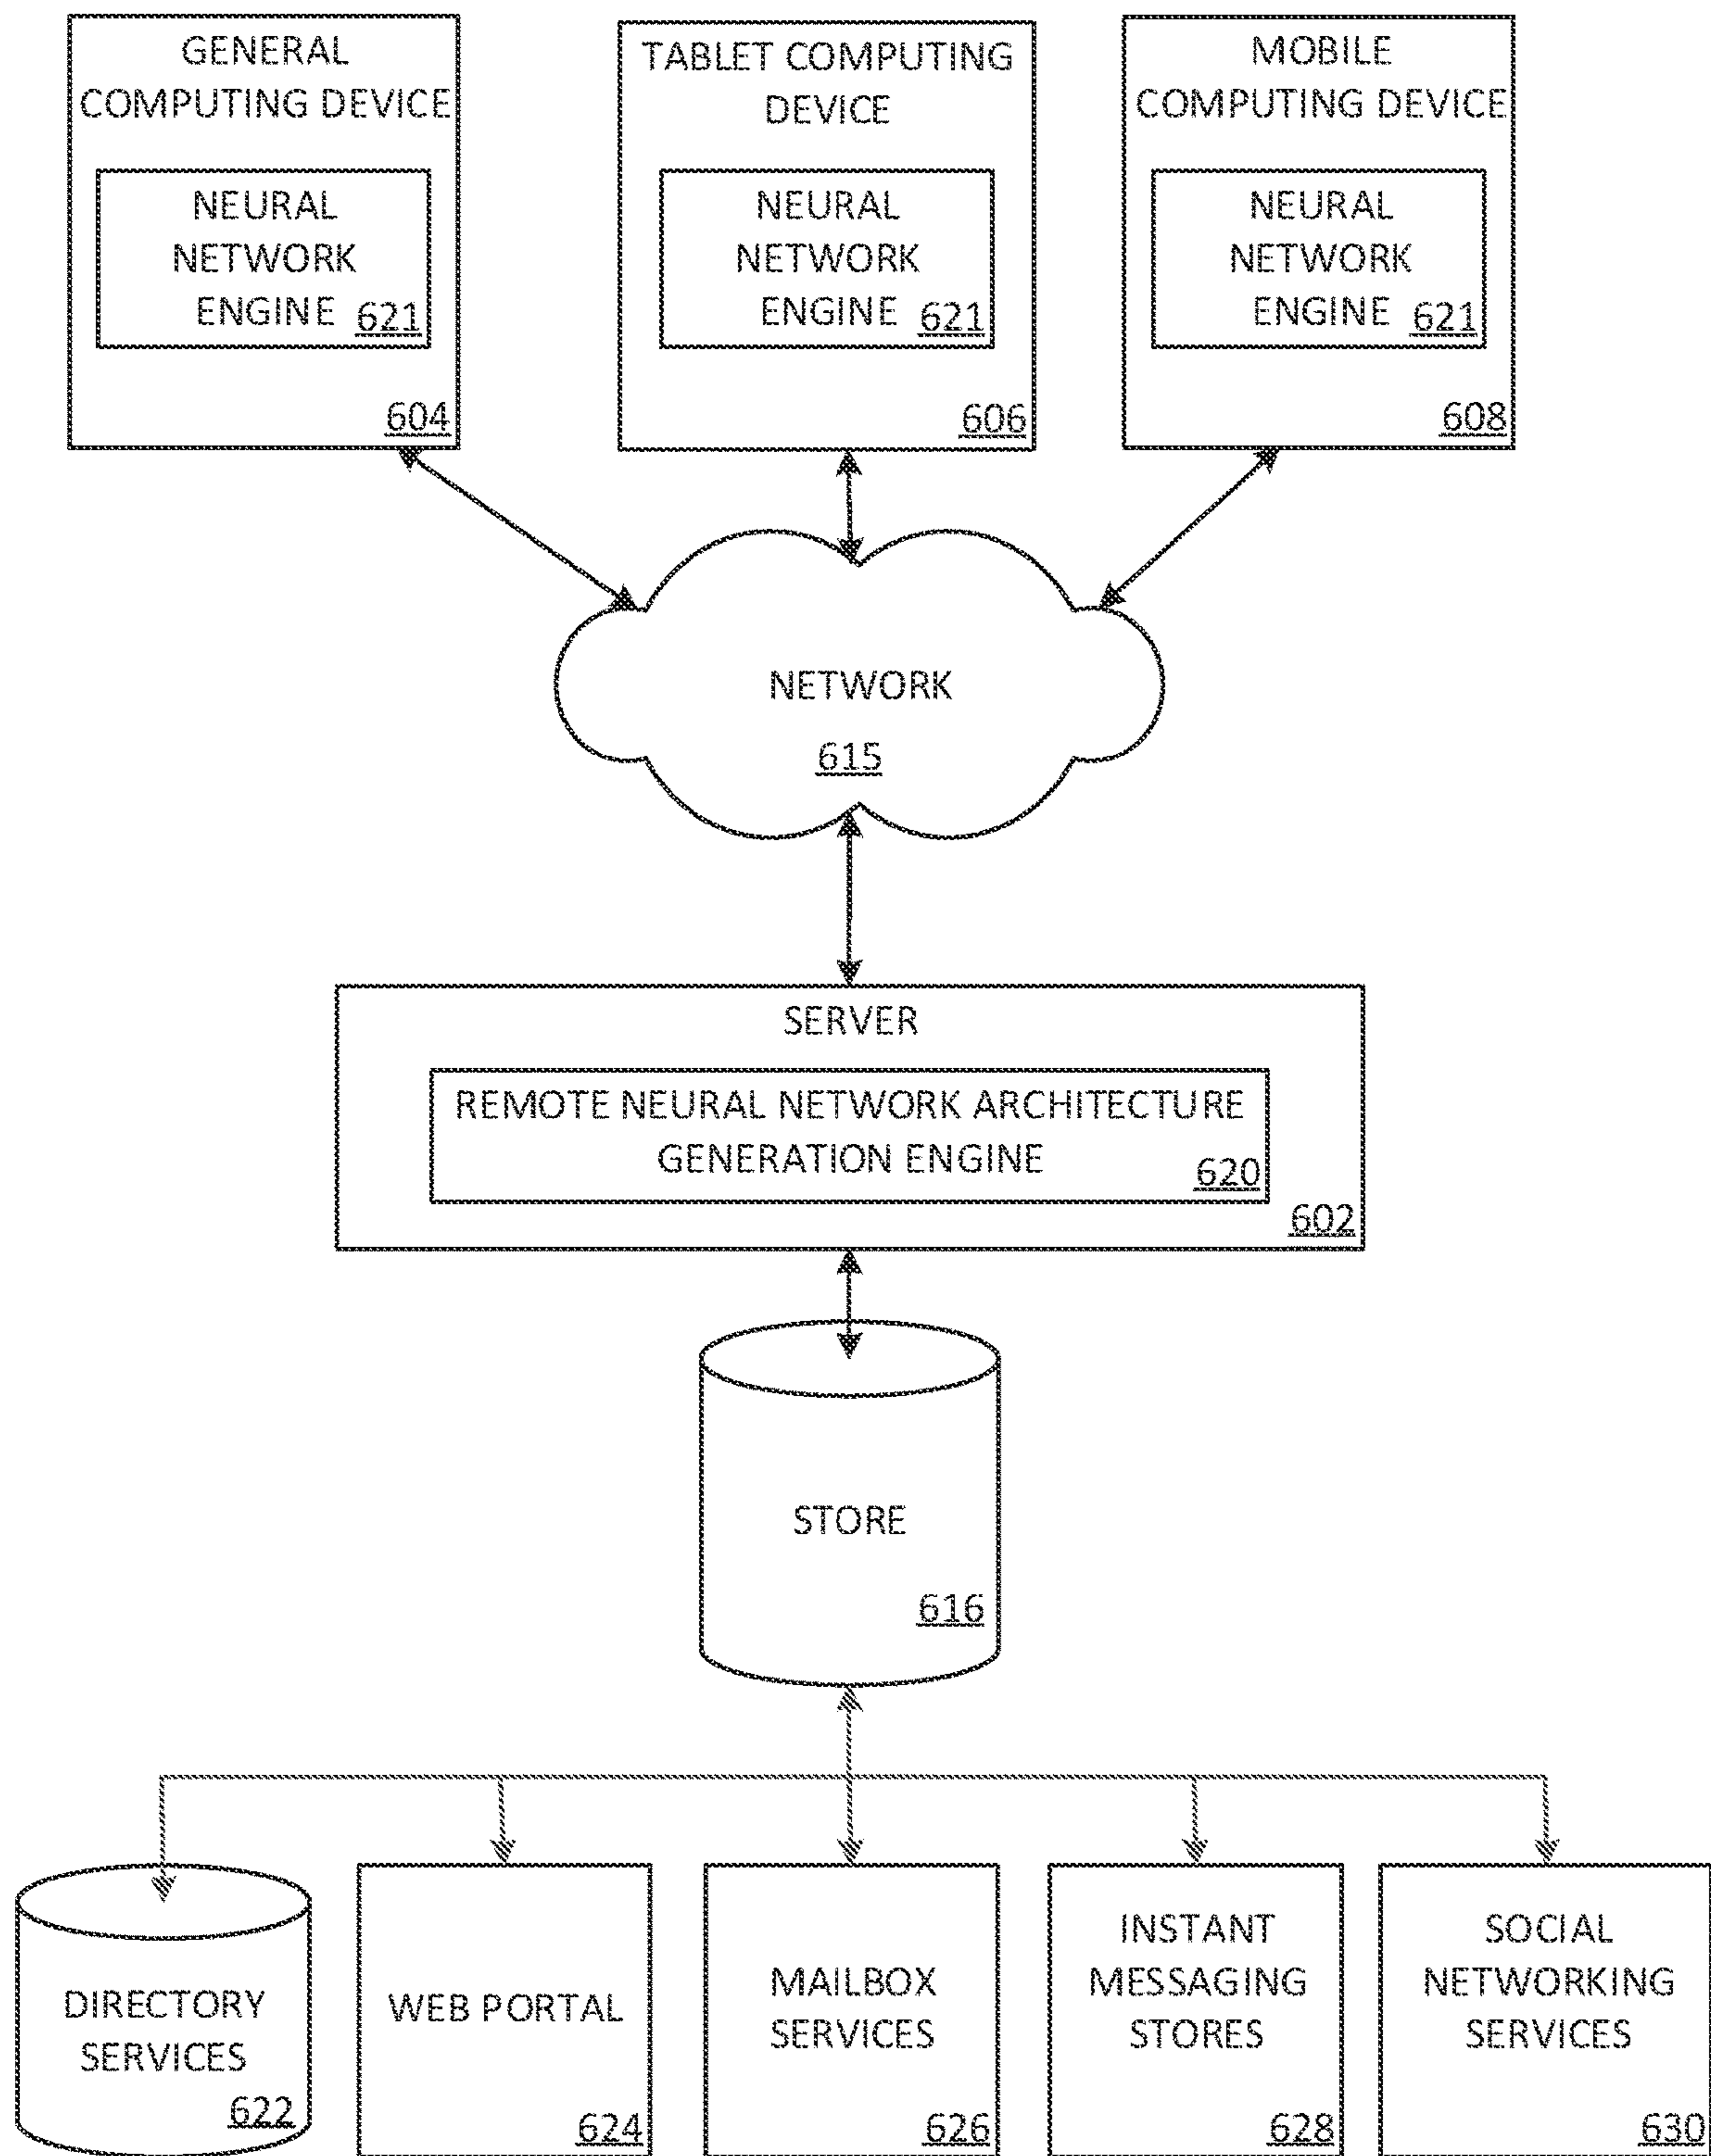 GENERAL
COMPUTING DEVICE
NEURAL
NETWORK
ENGINE 621
604
TABLET COMPUTING
DEVICE
NEURAL
NETWORK
ENGINE 621
606
MOBILE
COMPUTING DEVICE
NEURAL
NETWORK
ENGINE 621
608
NETWORK
615
SERVER
REMOTE NEURAL NETWORK ARCHITECTURE
GENERATION ENGINE 620
602
STORE
616
DIRECTORY
SERVICES
622
WEB PORTAL
624
MAILBOX
SERVICES
626
INSTANT
MESSAGING
STORES
628
SOCIAL
NETWORKING
SERVICES
630